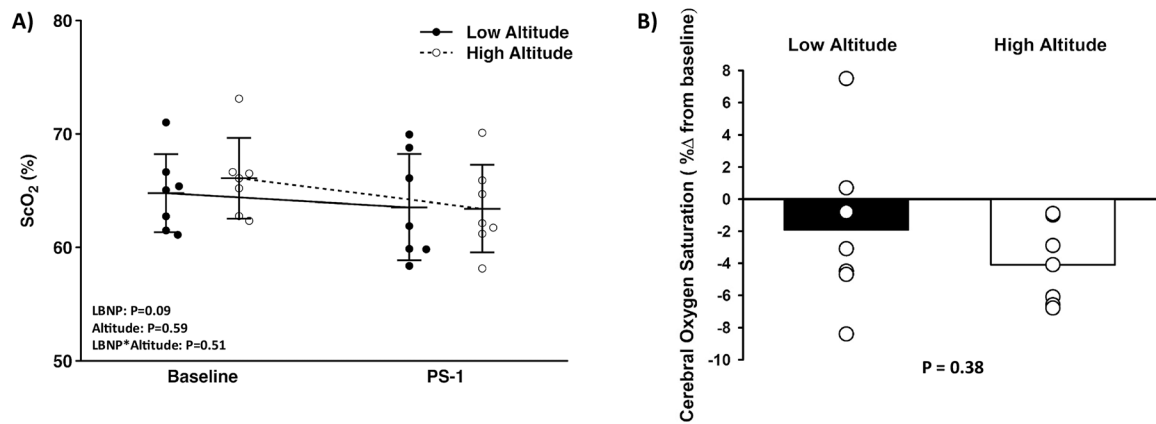 A)
80
70
60
50
ScO2 (%)
Low Altitude
High Altitude
LBNP: P=0.09
Altitude: P=0.59
LBNP*Altitude: P=0.51
Baseline PS-1
B)
Low Altitude High Altitude
Cerebral Oxygen Saturation ( %Δ from baseline)
8
6
4
2
0
-2
-4
-6
-8
-10
P = 0.38